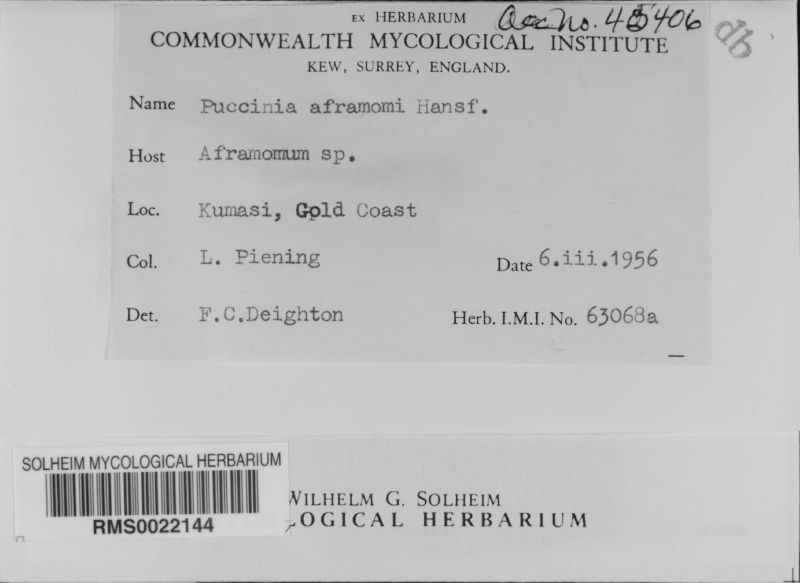 EX HERBARIUM
Acc No. 45406
db
COMMONWEALTH MYCOLOGICAL INSTITUTE
KEW, SURREY, ENGLAND.
Name Puccinia aframomi Hansf.
Host Aframomum sp.
Loc. Kumasi, Gold Coast
Col. L. Piening Date 6.iii.1956
Det. F.C.Deighton Herb. I.M.I. No. 63068a
SOLHEIM MYCOLOGICAL HERBARIUM
RMS0022144
WILHELM G. SOLHEIM
LOGICAL HERBARIUM